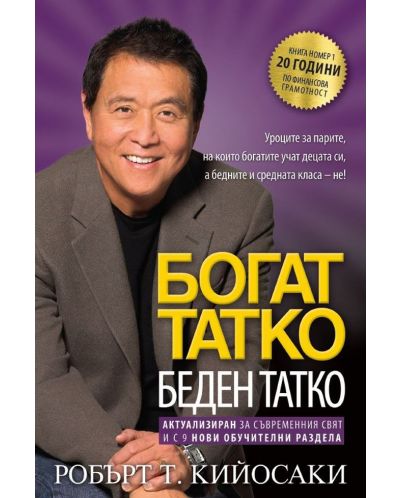 КНИГА НОМЕР 1
20 ГОДИНИ
ПО ФИНАНСОВА
ГРАМОТНОСТ
Уроците за парите,
на които богатите учат децата си,
а бедните и средната класа – не!
БОГАТ
ТАТКО
БЕДЕН ТАТКО
АКТУАЛИЗИРАН ЗА СЪВРЕМЕННИЯ СВЯТ
И С 9 НОВИ ОБУЧИТЕЛНИ РАЗДЕЛА
РОБЪРТ Т. КИЙОСАКИ